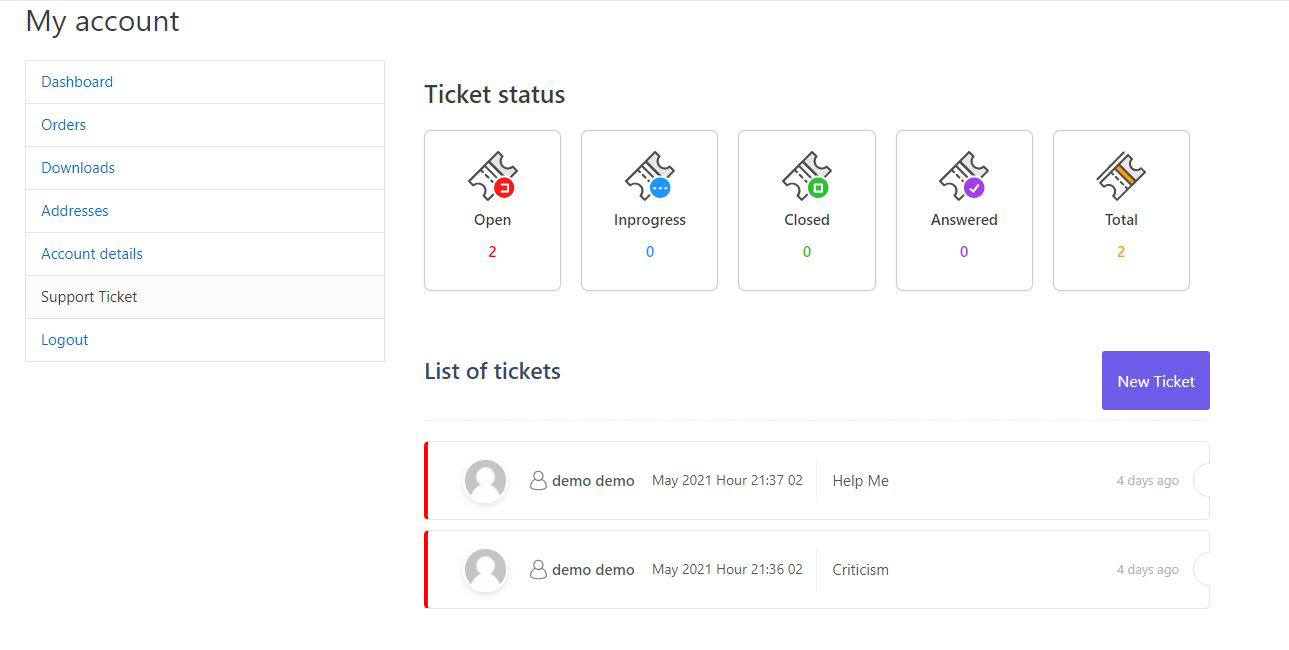 My account
Dashboard
Orders
Downloads
Addresses
Account details
Support Ticket
Logout
Ticket status
Open
2
Inprogress
0
Closed
0
Answered
0
Total
2
List of tickets
New Ticket
demo demo May 2021 Hour 21:37 02 Help Me 4 days ago
demo demo May 2021 Hour 21:36 02 Criticism 4 days ago